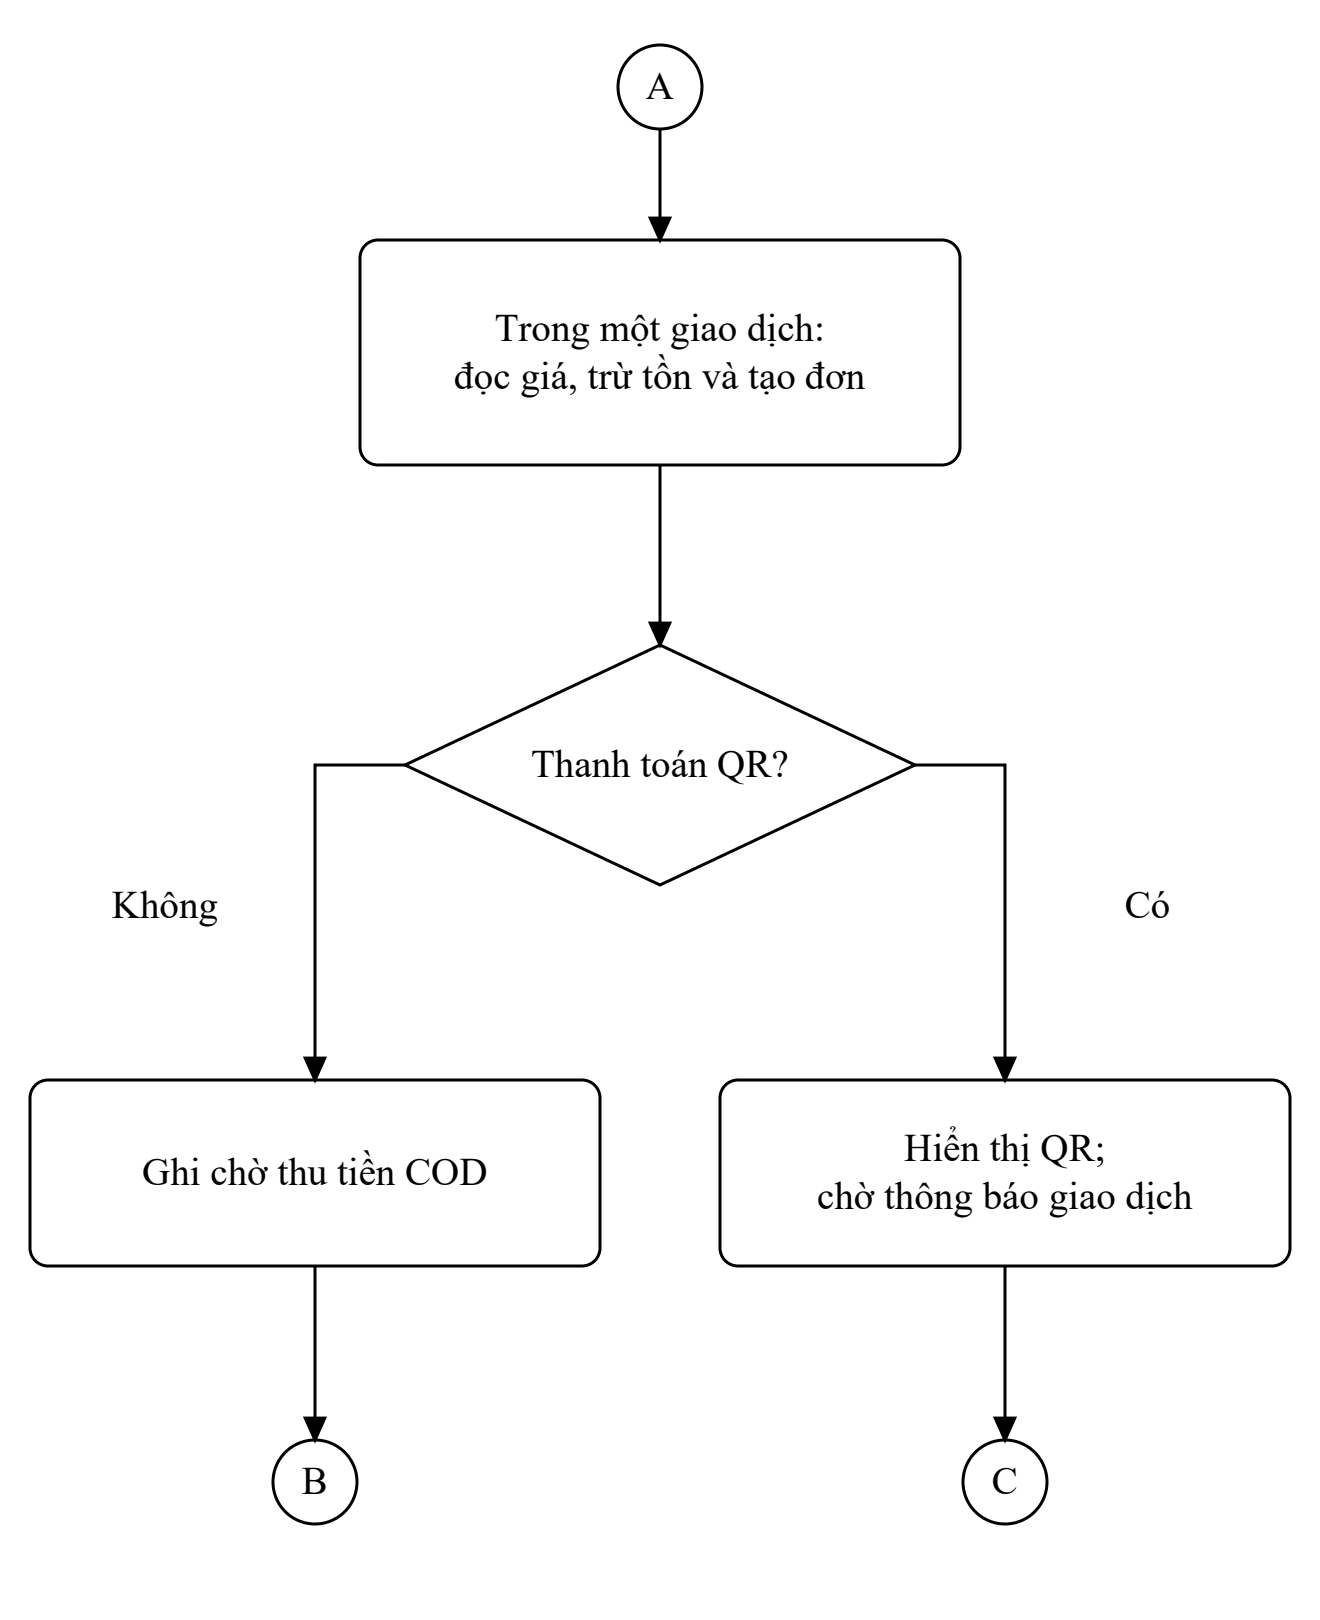 A
Trong một giao dịch:
đọc giá, trừ tồn và tạo đơn
Thanh toán QR?
Không
Có
Ghi chờ thu tiền COD
Hiển thị QR;
chờ thông báo giao dịch
B
C